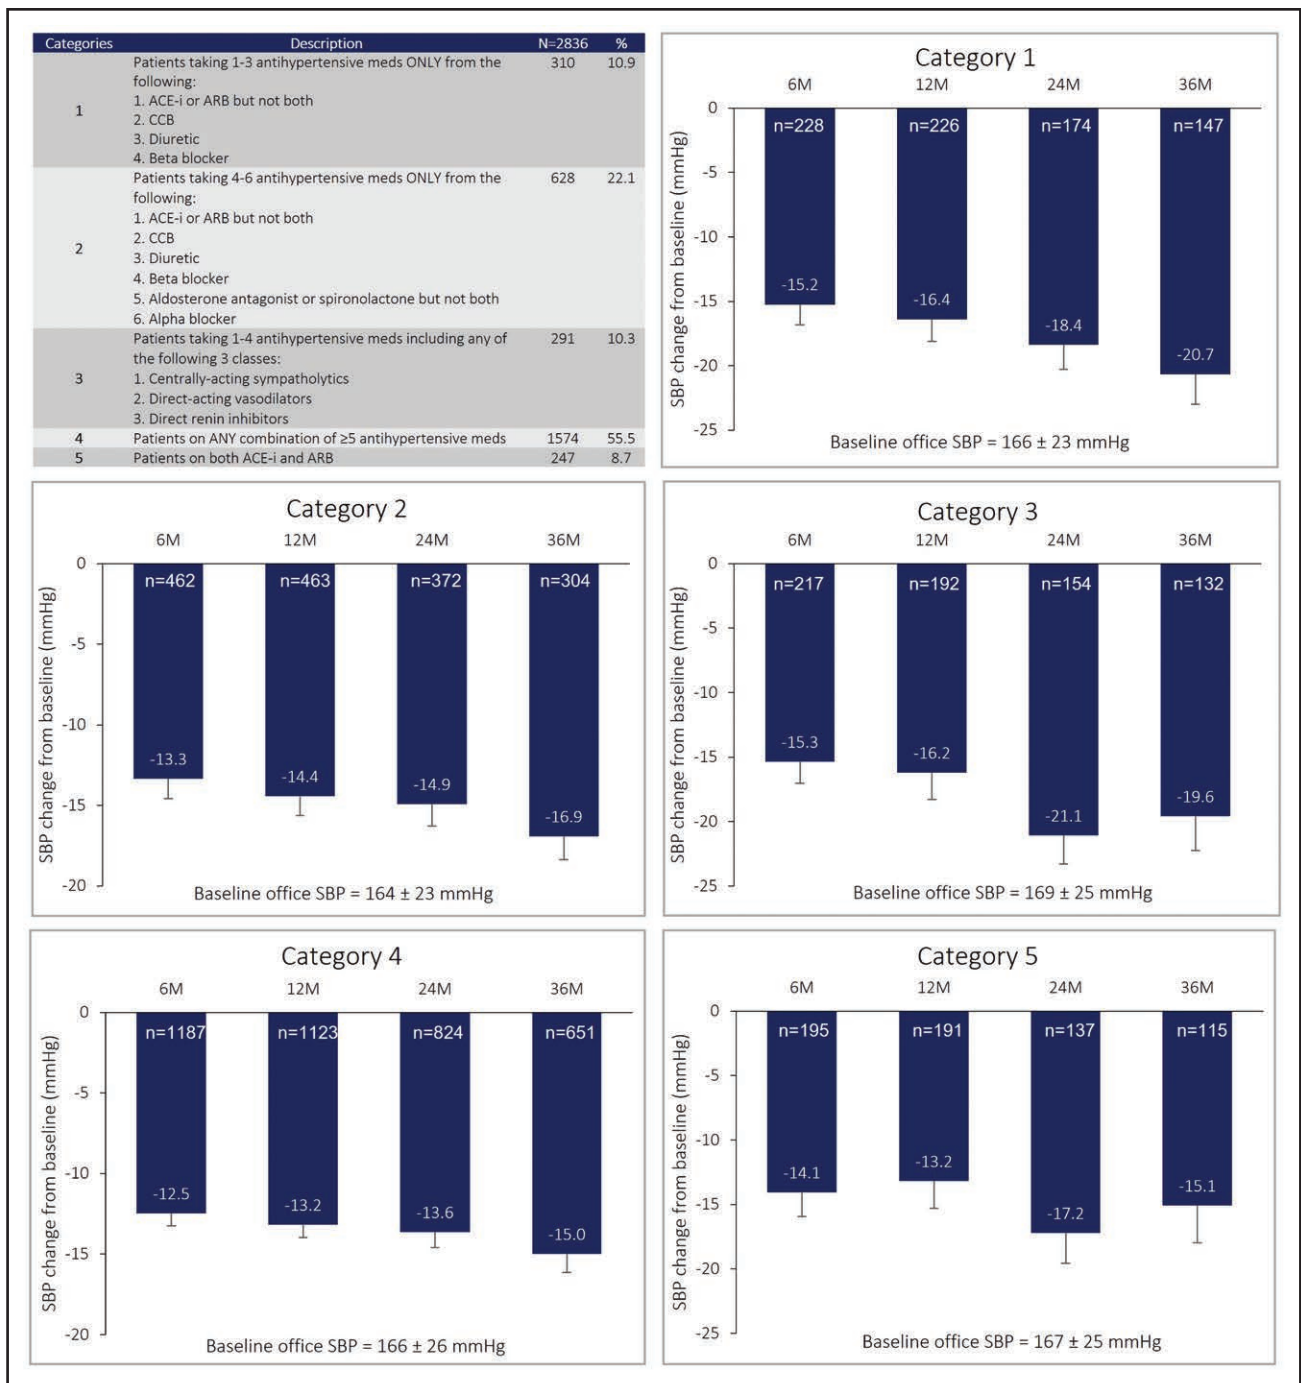 Categories Description N=2836 %
1 Patients taking 1-3 antihypertensive meds ONLY from the 310 10.9
following:
1. ACE-i or ARB but not both
2. CCB
3. Diuretic
4. Beta blocker
2 Patients taking 4-6 antihypertensive meds ONLY from the 628 22.1
following:
1. ACE-i or ARB but not both
2. CCB
3. Diuretic
4. Beta blocker
5. Aldosterone antagonist or spironolactone but not both
6. Alpha blocker
3 Patients taking 1-4 antihypertensive meds including any of 291 10.3
the following 3 classes:
1. Centrally-acting sympatholytics
2. Direct-acting vasodilators
3. Direct renin inhibitors
4 Patients on ANY combination of ≥5 antihypertensive meds 1574 55.5
5 Patients on both ACE-i and ARB 247 8.7
Category 1
6M 12M 24M 36M
SBP change from baseline (mmHg)
0
-5
-10
-15
-20
-25
n=228 n=226 n=174 n=147
-15.2 -16.4 -18.4 -20.7
Baseline office SBP = 166 ± 23 mmHg
Category 2
6M 12M 24M 36M
SBP change from baseline (mmHg)
0
-5
-10
-15
-20
n=462 n=463 n=372 n=304
-13.3 -14.4 -14.9 -16.9
Baseline office SBP = 164 ± 23 mmHg
Category 3
6M 12M 24M 36M
SBP change from baseline (mmHg)
0
-5
-10
-15
-20
-25
n=217 n=192 n=154 n=132
-15.3 -16.2 -21.1 -19.6
Baseline office SBP = 169 ± 25 mmHg
Category 4
6M 12M 24M 36M
SBP change from baseline (mmHg)
0
-5
-10
-15
-20
n=1187 n=1123 n=824 n=651
-12.5 -13.2 -13.6 -15.0
Baseline office SBP = 166 ± 26 mmHg
Category 5
6M 12M 24M 36M
SBP change from baseline (mmHg)
0
-5
-10
-15
-20
-25
n=195 n=191 n=137 n=115
-14.1 -13.2 -17.2 -15.1
Baseline office SBP = 167 ± 25 mmHg